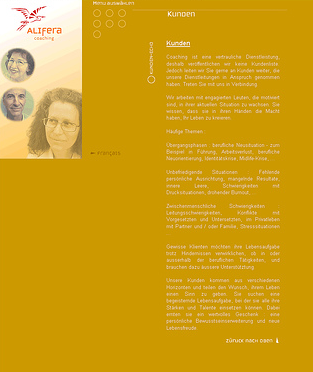 Menü auswählen
Kunden
ALIfera
coaching
KUNDEN
Français
Kunden
Coaching ist eine vertrauliche Dienstleistung,
deshalb veröffentlichen wir keine Kundenliste.
Jedoch leiten wir Sie gerne an Kunden weiter, die
unsere Dienstleistungen in Anspruch genommen
haben. Treten Sie mit uns in Verbindung.
Wir arbeiten mit engagierten Leuten, die motiviert
sind, in ihrer aktuellen Situation zu wachsen. Sie
wissen, dass sie in ihren Händen die Macht
haben, ihr Leben zu kreieren.
Häufige Themen:
Übergangsphasen : berufliche Neusituation - zum
Beispiel in Führung, Arbeitsverlust, berufliche
Neuorientierung, Identitätskrise, Midlife-Krise,...
Unbefriedigende Situationen : Fehlende
persönliche Ausrichtung, mangelnde Resultate,
innere Leere, Schwierigkeiten mit
Drucksituationen, drohender Burnout,...
Zwischenmenschliche Schwierigkeiten :
Leitungsschwierigkeiten, Konflikte mit
Vorgesetzten und Untersetzten, im Privatleben
mit Partner und / oder Familie, Stresssituationen
Gewisse Klienten möchten ihre Lebensaufgabe
trotz Hindernissen verwirklichen, ob in oder
ausserhalb der beruflichen Tätigkeiten, und
brauchen dazu äussere Unterstützung.
Unsere Kunden kommen aus verschiedenen
Horizonten und teilen den Wunsch, ihrem Leben
einen Sinn zu geben. Sie suchen eine
begeisternde Lebensaufgabe, bei der sie alle ihre
Stärken und Talente einsetzen können. Dabei
ernten sie ein wertvolles Geschenk : eine
persönliche Bewusstseinserweiterung und neue
Lebensfreude.
zurück nach oben